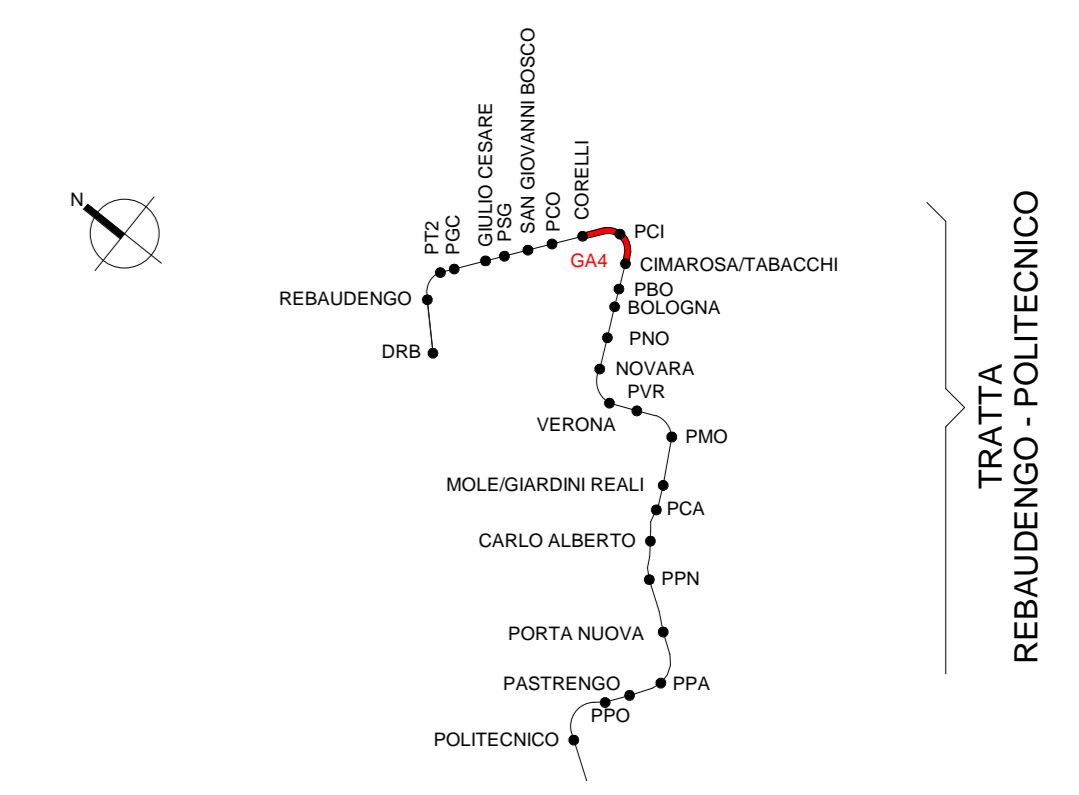 N
PT2
PGC
GIULIO CESARE
PSG
SAN GIOVANNI BOSCO
PCO
CORELLI
PCI
GA4
CIMAROSA/TABACCHI
PBO
REBAUDENGO
BOLOGNA
PNO
DRB
NOVARA
PVR
VERONA
PMO
MOLE/GIARDINI REALI
PCA
CARLO ALBERTO
PPN
PORTA NUOVA
PASTRENGO
PPA
PPO
POLITECNICO
TRATTA
REBAUDENGO - POLITECNICO